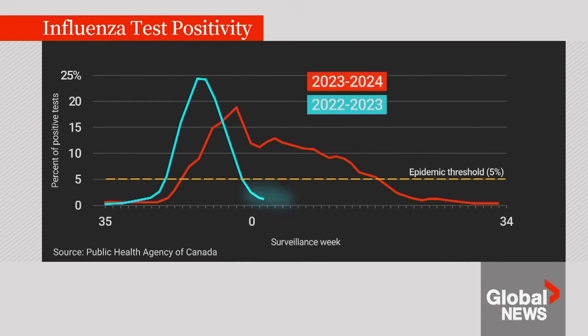 Influenza Test Positivity
25%
20
15
10
5
0
Percent of positive tests
2023-2024
2022-2023
Epidemic threshold (5%)
35
0
34
Surveillance week
Source: Public Health Agency of Canada
Global
NEWS